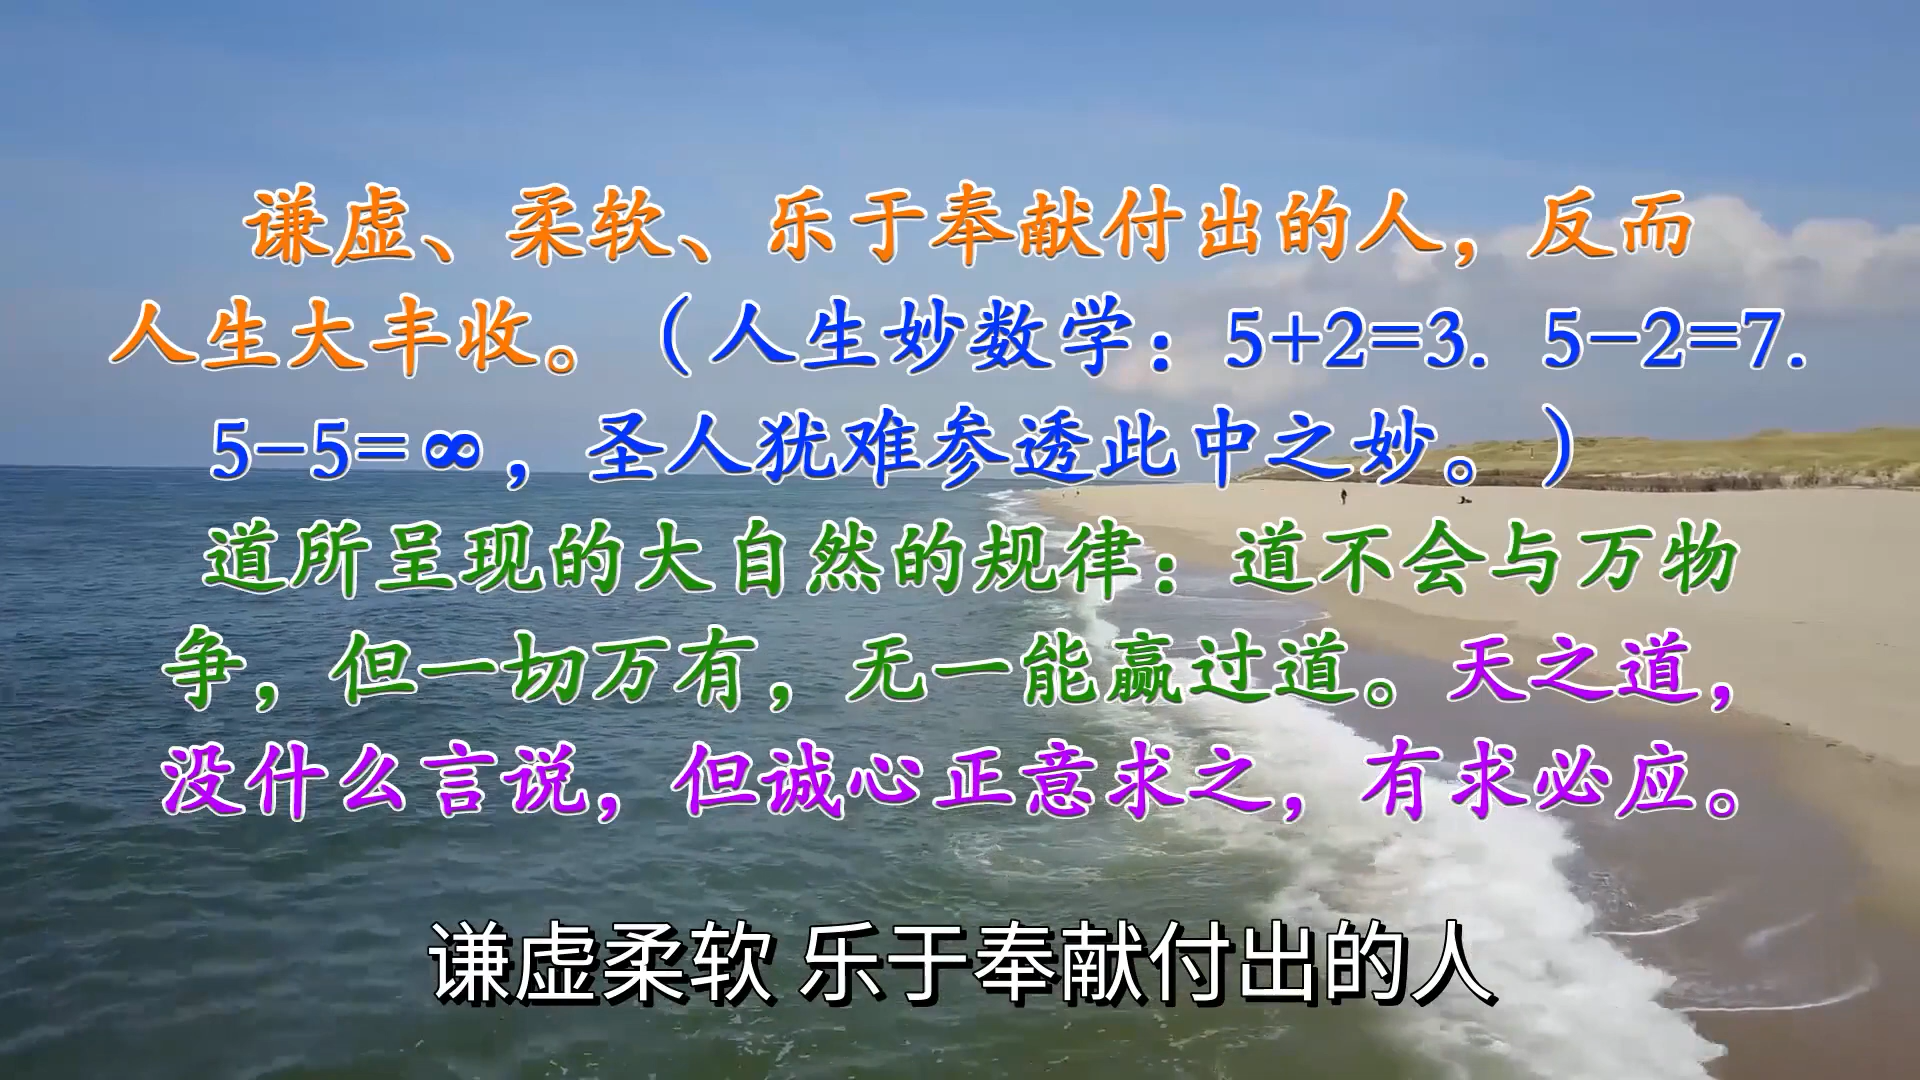 谦虚、柔软、乐于奉献付出的人，反而
人生大丰收。（人生妙数学：5+2=3. 5-2=7.
5-5=∞，圣人犹难参透此中之妙。）
道所呈现的大自然的规律：道不会与万物
争，但一切万有，无一能赢过道。天之道，
没什么言说，但诚心正意求之，有求必应。
谦虚柔软 乐于奉献付出的人